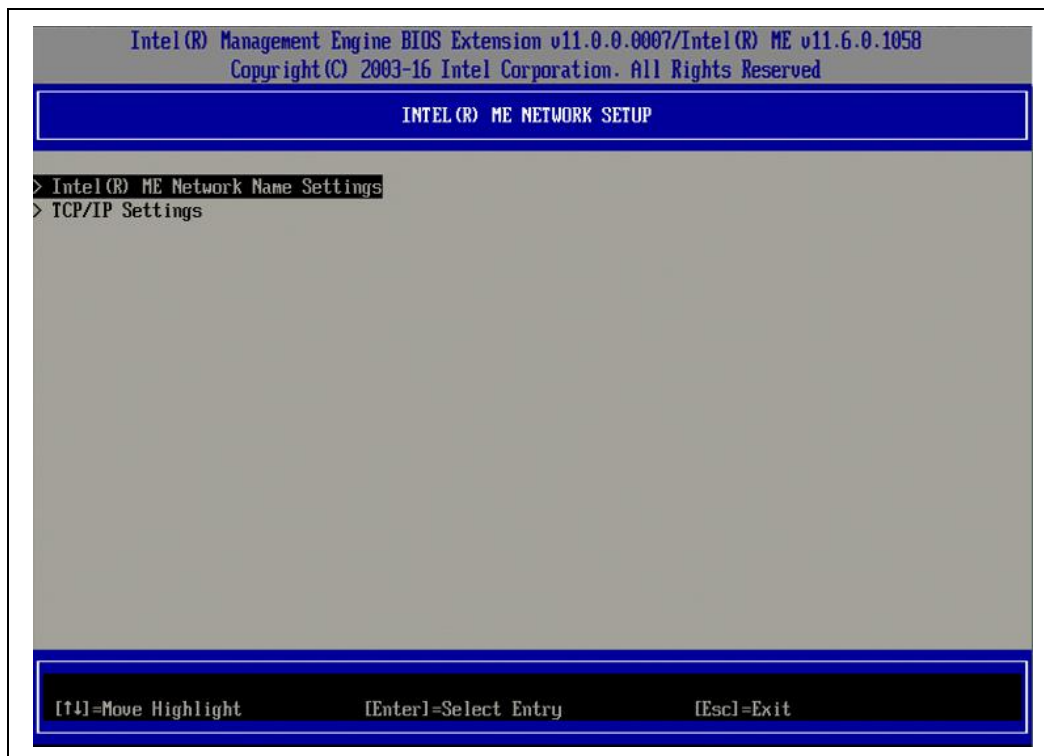 Intel(R) Management Engine BIOS Extension v11.0.0.0007/Intel(R) ME v11.6.0.1058
Copyright(C) 2003-16 Intel Corporation. All Rights Reserved
INTEL(R) ME NETWORK SETUP
> Intel(R) ME Network Name Settings
> TCP/IP Settings
[↑↓]=Move Highlight [Enter]=Select Entry [Esc]=Exit